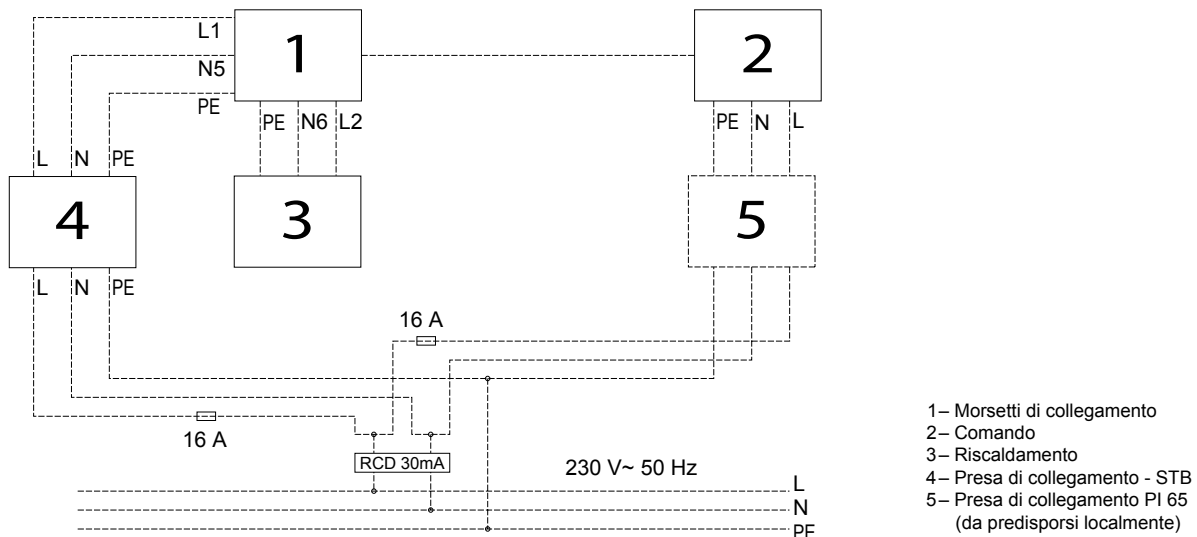 L1
1
2
N5
PE
PE N6 L2
PE N L
L N PE
4
3
5
L N PE
16 A
16 A
RCD 30mA
230 V~ 50 Hz
L
N
PE
1– Morsetti di collegamento
2– Comando
3– Riscaldamento
4– Presa di collegamento - STB
5– Presa di collegamento PI 65
(da predisporsi localmente)